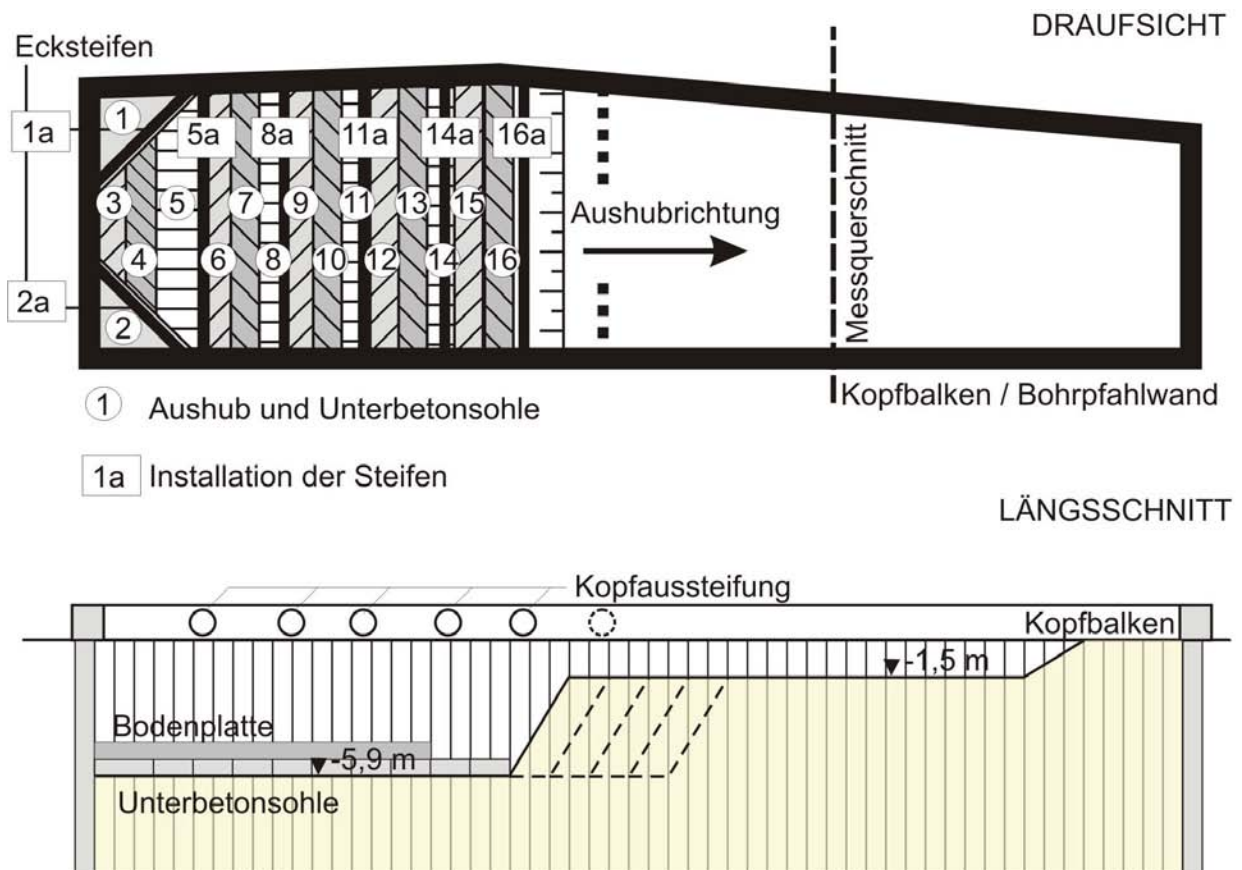 DRAUFSICHT
Ecksteifen
1
1a
5a
8a
11a
14a
16a
Messquerschnitt
3
5
7
9
11
13
15
Aushubrichtung
4
6
8
10
12
14
16
2a
2
Kopfbalken / Bohrpfahlwand
1 Aushub und Unterbetonsohle
1a Installation der Steifen
LÄNGSSCHNITT
Kopfaussteifung
Kopfbalken
-1,5 m
Bodenplatte
-5,9 m
Unterbetonsohle